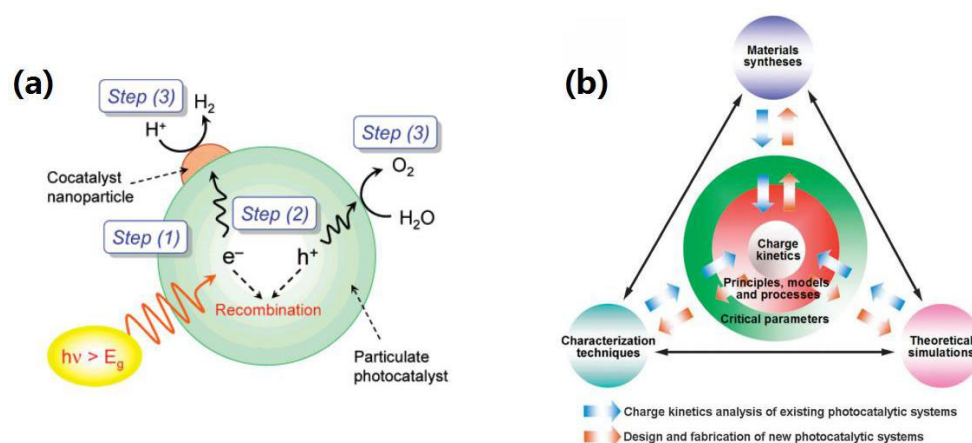 (a)
Step (3)
H₂
H⁺
Step (3)
O₂
Cocatalyst
nanoparticle
Step (2)
H₂O
Step (1)
e⁻
h⁺
Recombination
hν > Eg
Particulate
photocatalyst
(b)
Materials
syntheses
Charge
kinetics
Principles, models
and processes
Critical parameters
Characterization
techniques
Theoretical
simulations
Charge kinetics analysis of existing photocatalytic systems
Design and fabrication of new photocatalytic systems